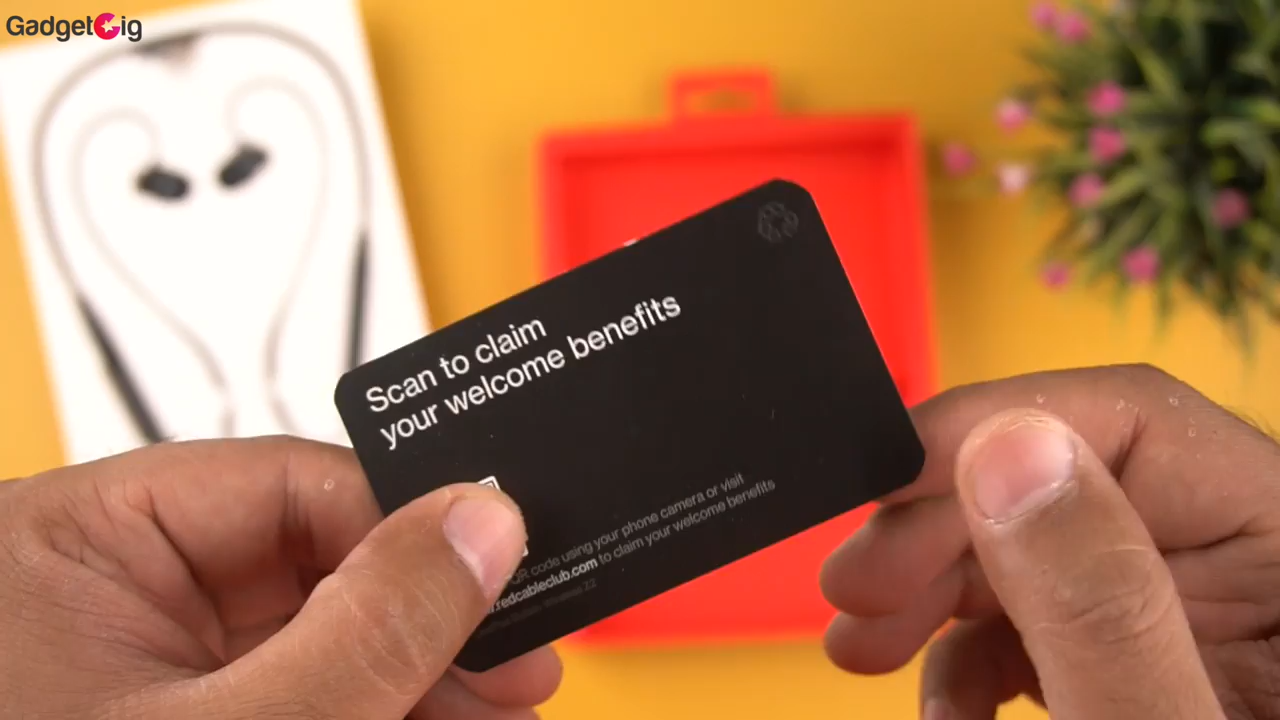 GadgetGig
Scan to claim
your welcome benefits
QR code using your phone camera or visit
.redcableclub.com to claim your welcome benefits